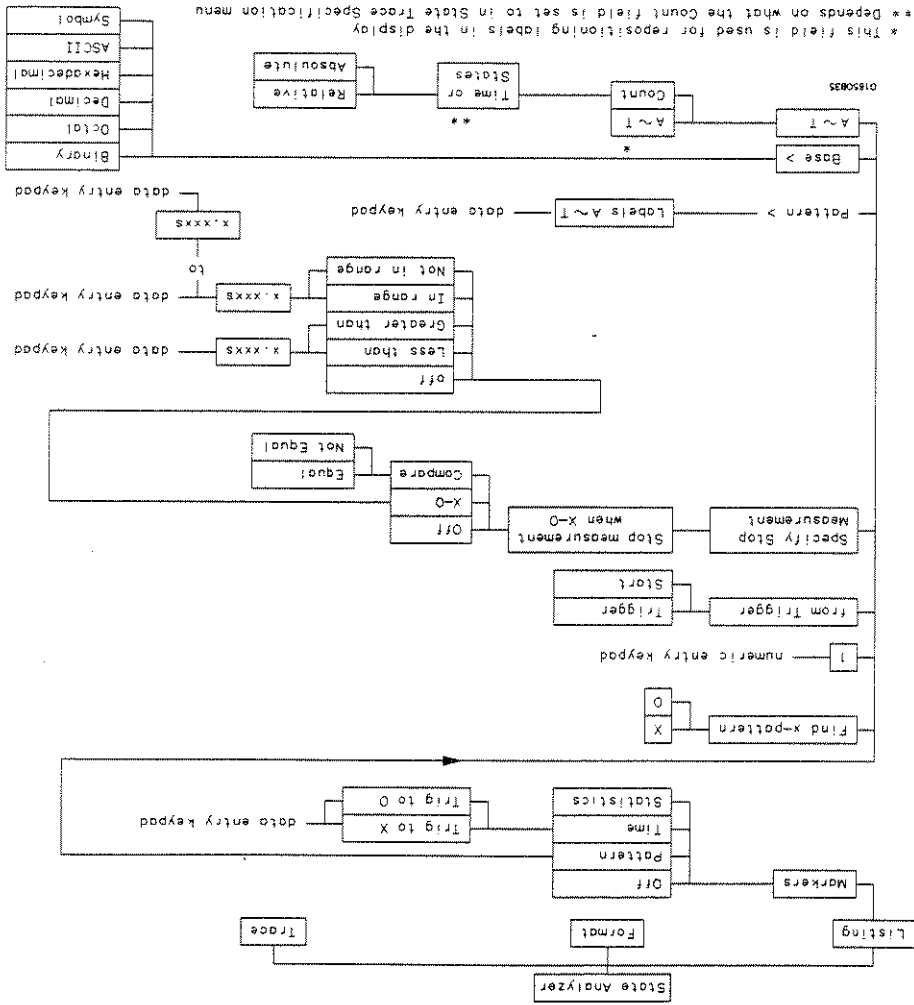 State Analyzer
Listing
Format
Trace
Markers
Off
Pattern
Time
Statistics
Trig to X
Trig to O
data entry keypad
Find x-pattern
X
O
1
numeric entry keypad
from Trigger
Trigger
Start
Specify Stop
Measurement
Stop measurement
when X-O
Off
X-O
Compare
Equal
Not Equal
off
Less than
Greater than
In range
Not in range
x.xxxs
data entry keypad
x.xxxs
data entry keypad
to
x.xxxs
data entry keypad
Pattern >
Labels A~T
data entry keypad
Base >
Binary
Octal
Decimal
Hexadecimal
ASCII
Symbol
A~T
*
A~T
Count
**
Time or
States
Relative
Absoulute
01650B35
* This field is used for repositioning labels in the display
** Depends on what the Count field is set to in State Trace Specification menu